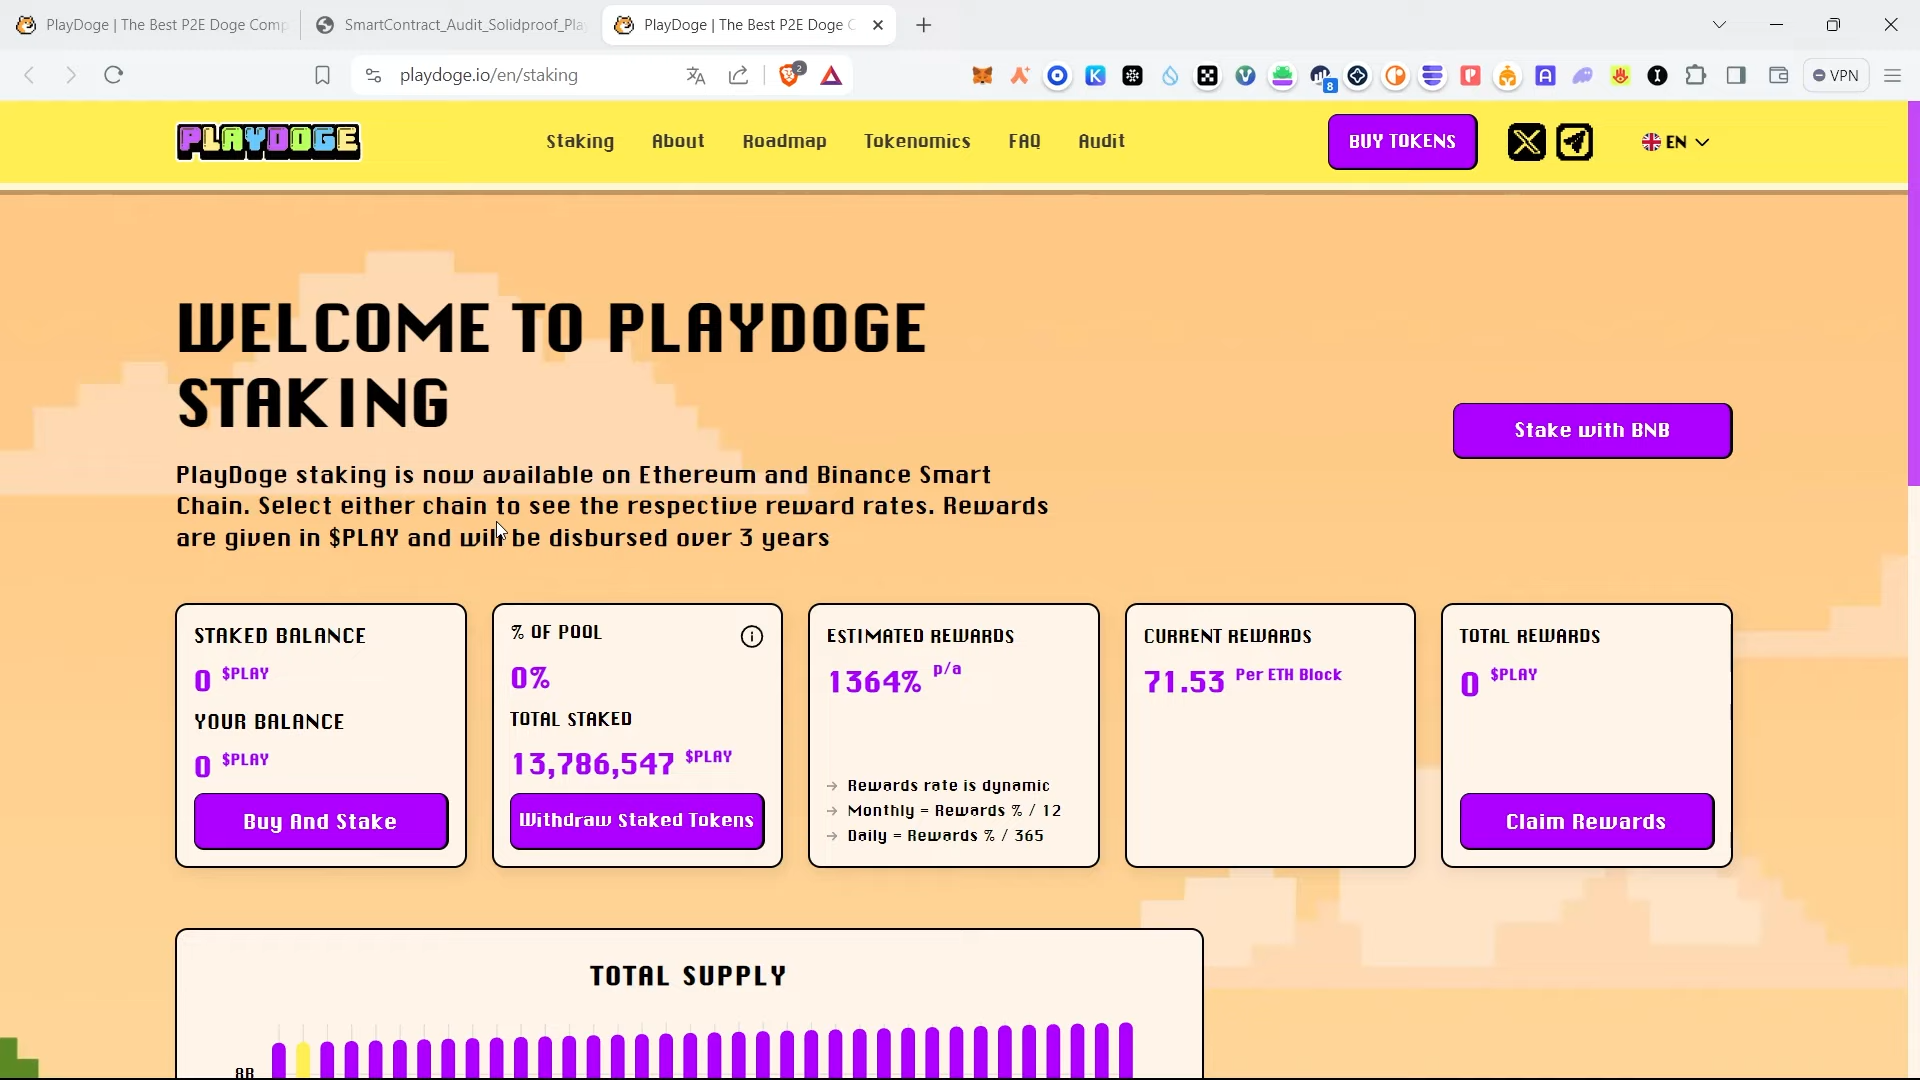 PlayDoge | The Best P2E Doge Comp
SmartContract_Audit_Solidproof_Pla
PlayDoge | The Best P2E Doge C
playdoge.io/en/staking
2
8
VPN
PLAYDOGE
Staking
About
Roadmap
Tokenomics
FAQ
Audit
BUY TOKENS
EN
WELCOME TO PLAYDOGE
STAKING
Stake with BNB
PlayDoge staking is now available on Ethereum and Binance Smart
Chain. Select either chain to see the respective reward rates. Rewards
are given in $PLAY and will be disbursed over 3 years
STAKED BALANCE
0 $PLAY
YOUR BALANCE
0 $PLAY
Buy And Stake
% OF POOL
0%
TOTAL STAKED
13,786,547 $PLAY
Withdraw Staked Tokens
ESTIMATED REWARDS
1364% p/a
→ Rewards rate is dynamic
→ Monthly = Rewards % / 12
→ Daily = Rewards % / 365
CURRENT REWARDS
71.53 Per ETH Block
TOTAL REWARDS
0 $PLAY
Claim Rewards
TOTAL SUPPLY
8B